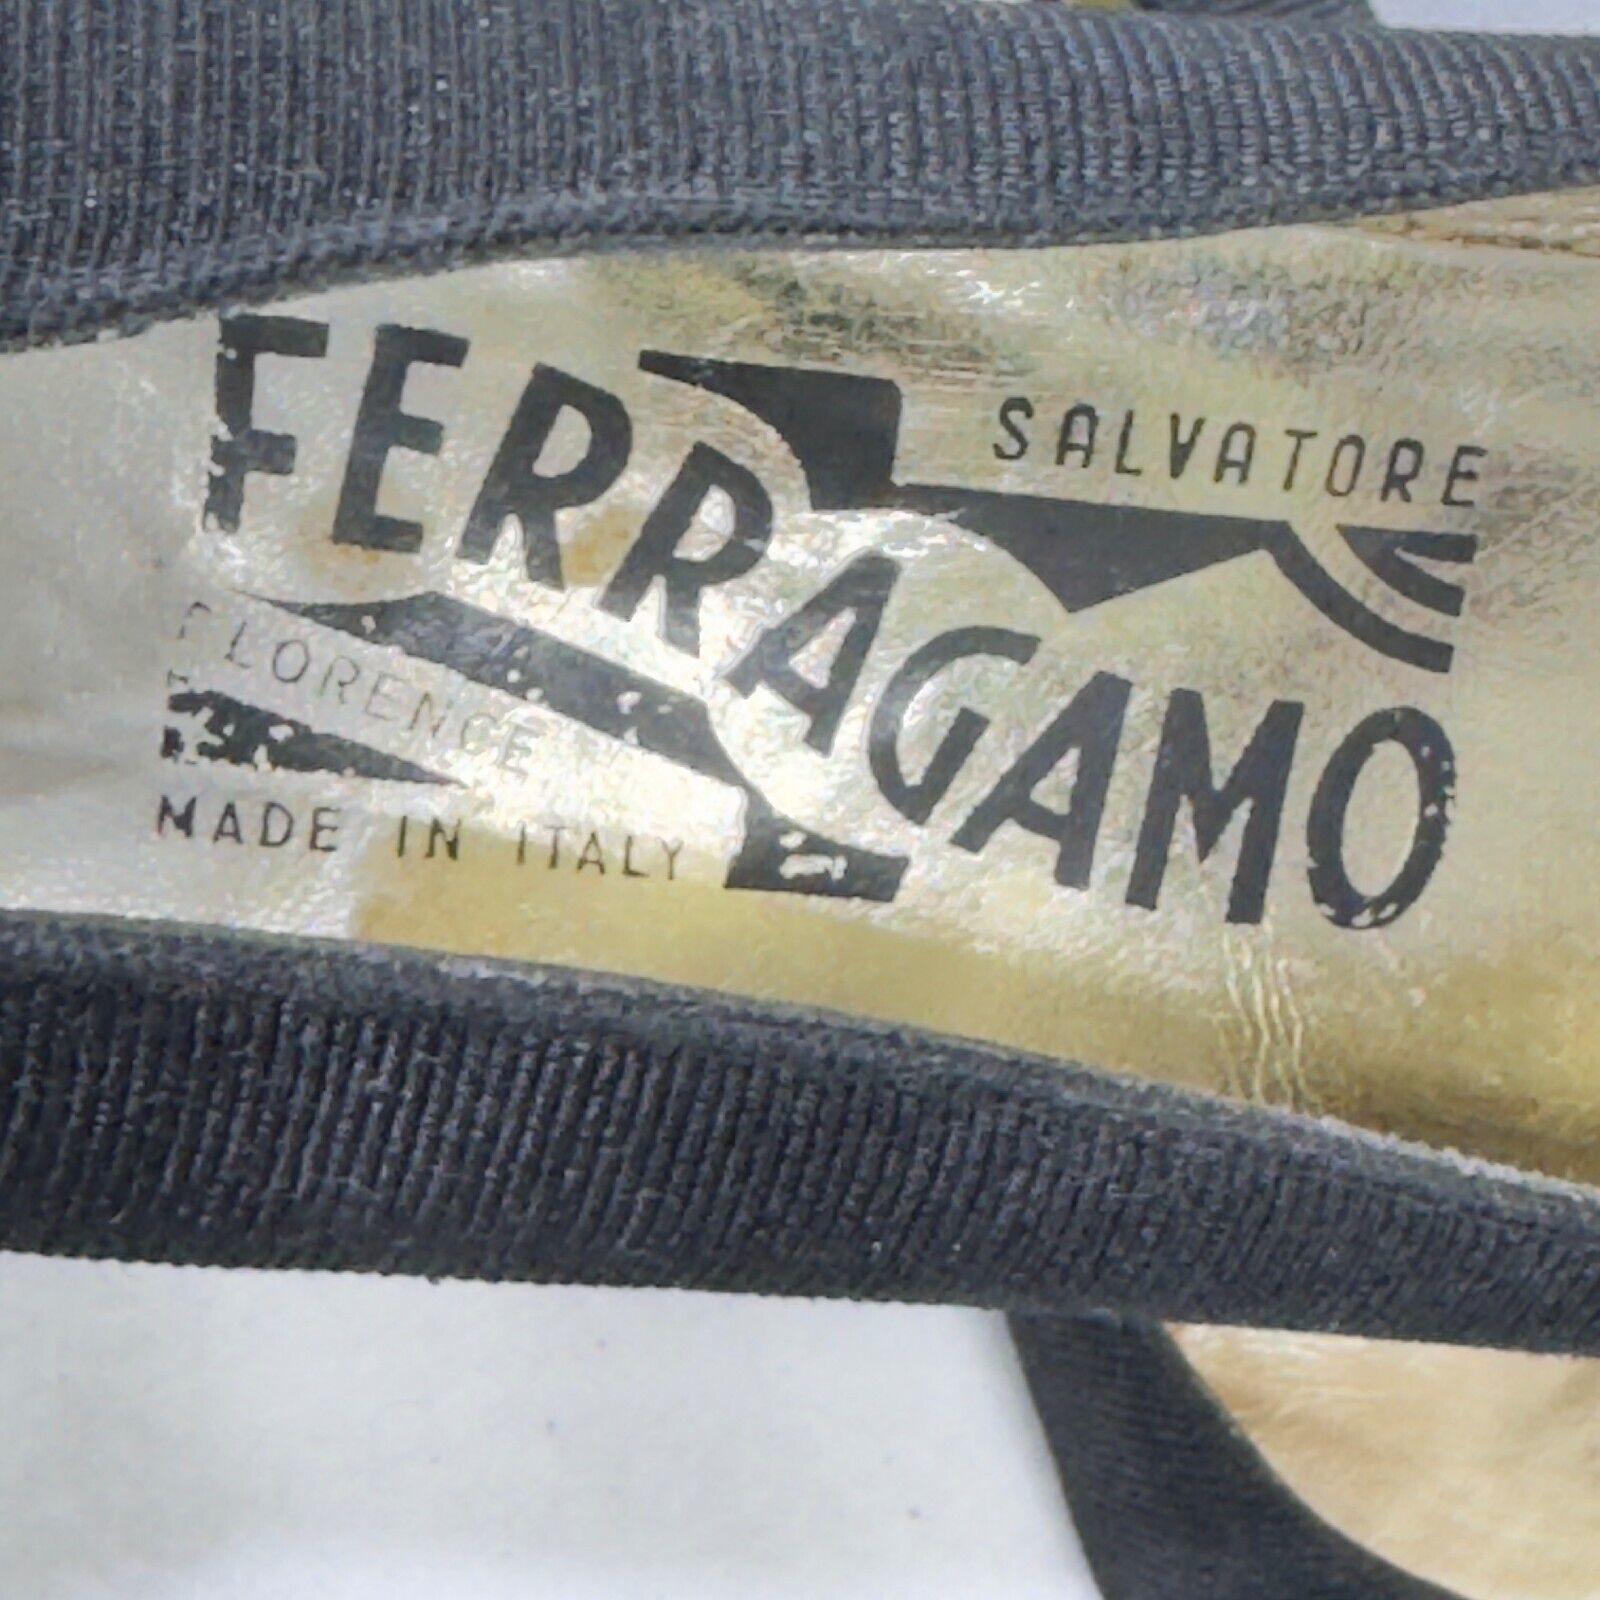 SALVATORE
FERRAGAMO
FLORENCE
MADE IN ITALY